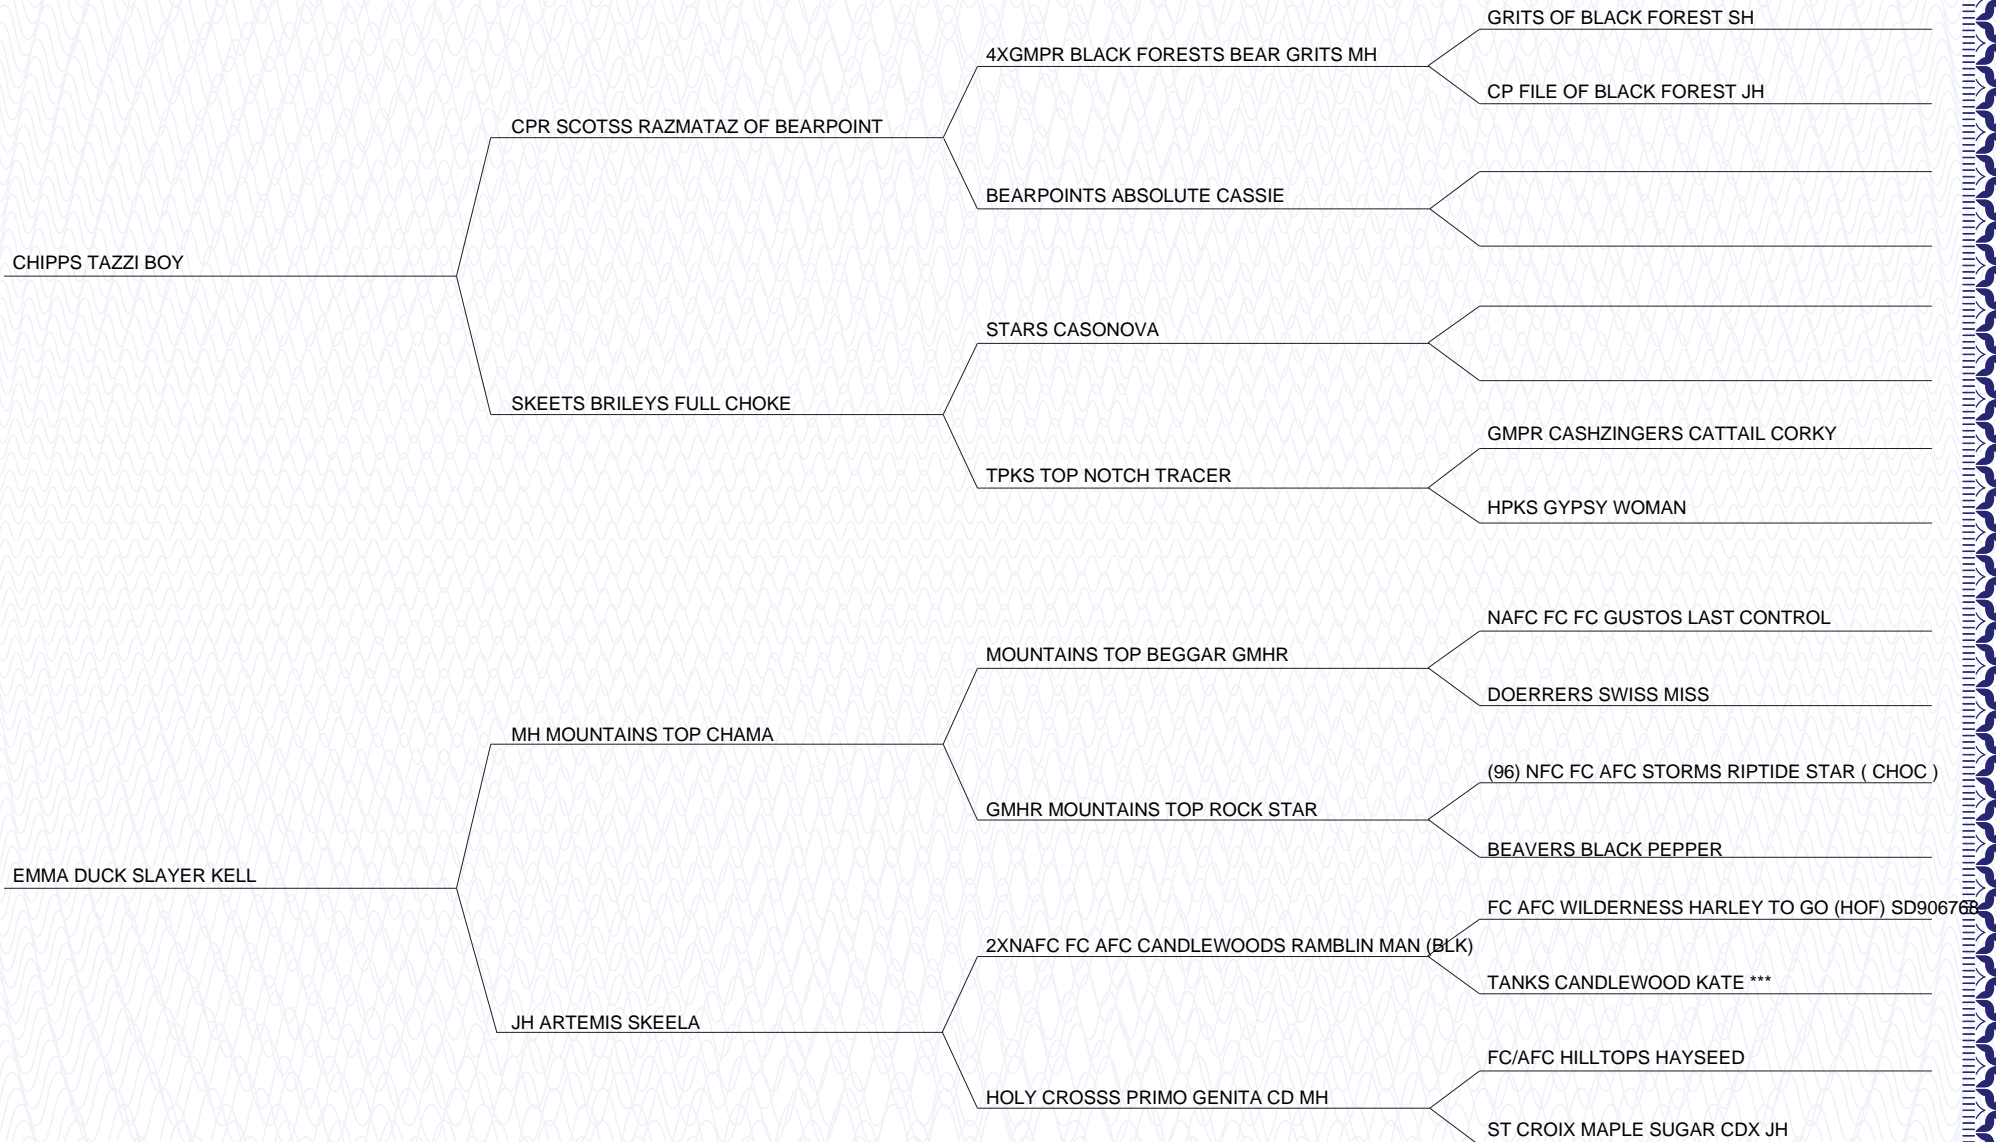 GRITS OF BLACK FOREST SH
4XGMPR BLACK FORESTS BEAR GRITS MH
CP FILE OF BLACK FOREST JH
CPR SCOTSS RAZMATAZ OF BEARPOINT
BEARPOINTS ABSOLUTE CASSIE
CHIPPS TAZZI BOY
STARS CASONOVA
SKEETS BRILEYS FULL CHOKE
GMPR CASHZINGERS CATTAIL CORKY
TPKS TOP NOTCH TRACER
HPKS GYPSY WOMAN
NAFC FC FC GUSTOS LAST CONTROL
MOUNTAINS TOP BEGGAR GMHR
DOERRERS SWISS MISS
MH MOUNTAINS TOP CHAMA
(96) NFC FC AFC STORMS RIPTIDE STAR ( CHOC )
GMHR MOUNTAINS TOP ROCK STAR
BEAVERS BLACK PEPPER
EMMA DUCK SLAYER KELL
FC AFC WILDERNESS HARLEY TO GO (HOF) SD906768
2XNAFC FC AFC CANDLEWOODS RAMBLIN MAN (BLK)
TANKS CANDLEWOOD KATE ***
JH ARTEMIS SKEELA
FC/AFC HILLTOPS HAYSEED
HOLY CROSSS PRIMO GENITA CD MH
ST CROIX MAPLE SUGAR CDX JH